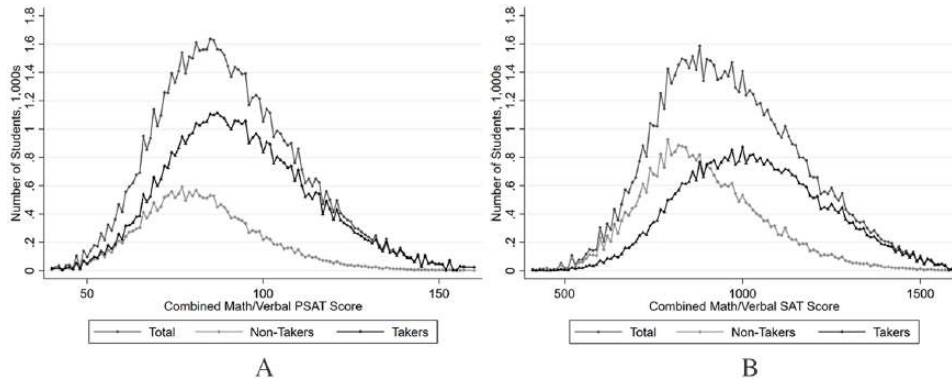 Number of Students, 1,000s
1.8
1.6
1.4
1.2
1
.8
.6
.4
.2
0
50
100
150
Combined Math/Verbal PSAT Score
Total
Non-Takers
Takers
A
Number of Students, 1,000s
1.8
1.6
1.4
1.2
1
.8
.6
.4
.2
0
500
1000
1500
Combined Math/Verbal SAT Score
Total
Non-Takers
Takers
B